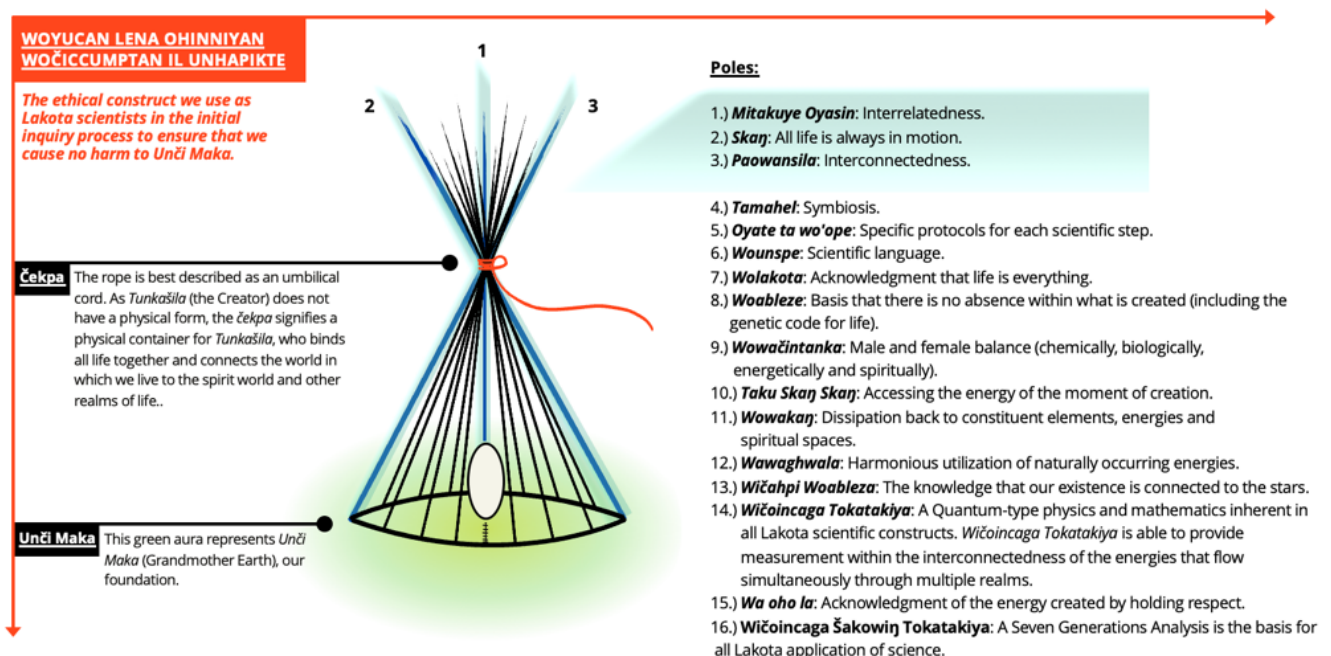 WOYUCAN LENA OHINNIYAN
WOČICCUMPTAN IL UNHAPIKTE
The ethical construct we use as
Lakota scientists in the initial
inquiry process to ensure that we
cause no harm to Unči Maka.
1
2
3
Čekpa
The rope is best described as an umbilical
cord. As Tunkašila (the Creator) does not
have a physical form, the čekpa signifies a
physical container for Tunkašila, who binds
all life together and connects the world in
which we live to the spirit world and other
realms of life..
Unči Maka
This green aura represents Unči
Maka (Grandmother Earth), our
foundation.
Poles:
1.) Mitakuye Oyasin: Interrelatedness.
2.) Skaŋ: All life is always in motion.
3.) Paowansila: Interconnectedness.
4.) Tamahel: Symbiosis.
5.) Oyate ta wo'ope: Specific protocols for each scientific step.
6.) Wounspe: Scientific language.
7.) Wolakota: Acknowledgment that life is everything.
8.) Woableze: Basis that there is no absence within what is created (including the
genetic code for life).
9.) Wowačintanka: Male and female balance (chemically, biologically,
energetically and spiritually).
10.) Taku Skaŋ Skaŋ: Accessing the energy of the moment of creation.
11.) Wowakaŋ: Dissipation back to constituent elements, energies and
spiritual spaces.
12.) Wawaghwala: Harmonious utilization of naturally occurring energies.
13.) Wičahpi Woableza: The knowledge that our existence is connected to the stars.
14.) Wičoincaga Tokatakiya: A Quantum-type physics and mathematics inherent in
all Lakota scientific constructs. Wičoincaga Tokatakiya is able to provide
measurement within the interconnectedness of the energies that flow
simultaneously through multiple realms.
15.) Wa oho la: Acknowledgment of the energy created by holding respect.
16.) Wičoincaga Šakowiŋ Tokatakiya: A Seven Generations Analysis is the basis for
all Lakota application of science.